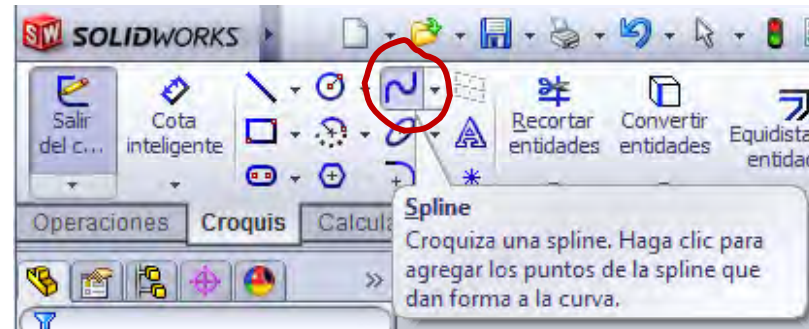 SW SOLIDWORKS
Salir
del c...
Cota
inteligente
Recortar
entidades
Convertir
entidades
Equidista
entidad
Operaciones Croquis Calcula
Spline
Croquiza una spline. Haga clic para
agregar los puntos de la spline que
dan forma a la curva.